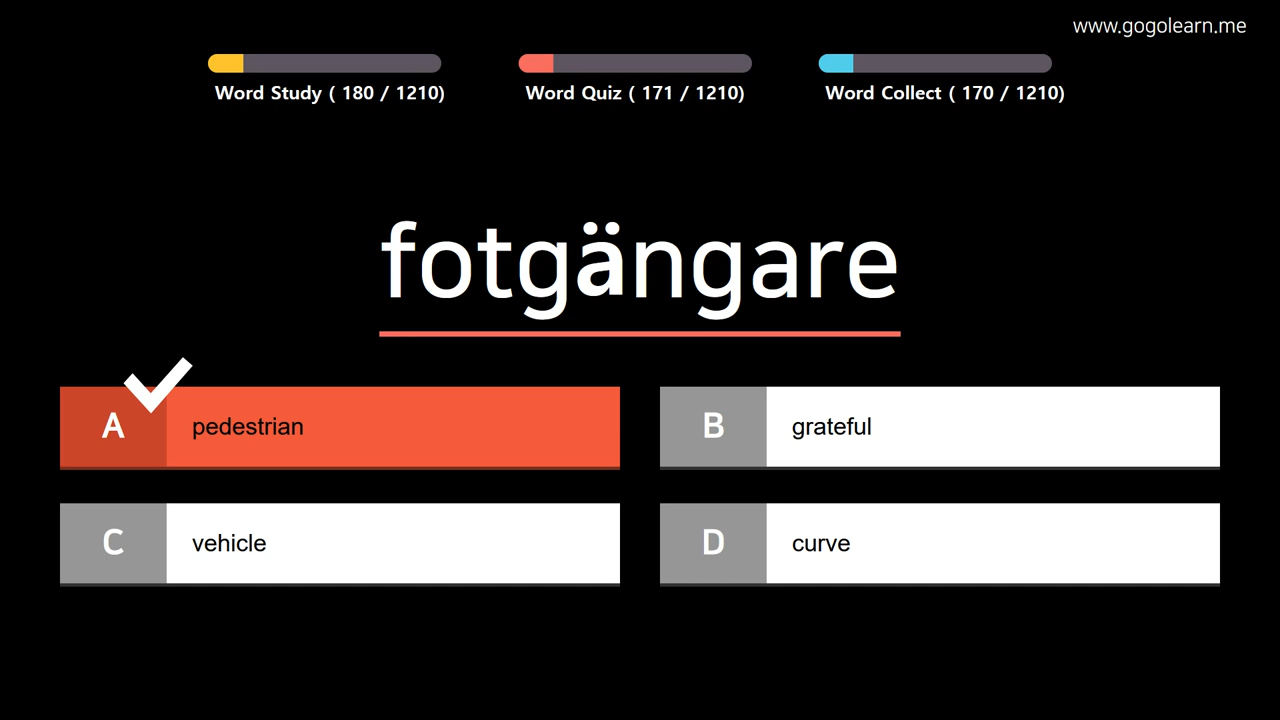 www.gogolearn.me
Word Study ( 180 / 1210)
Word Quiz ( 171 / 1210)
Word Collect ( 170 / 1210)
fotgängare
A pedestrian
B grateful
C vehicle
D curve